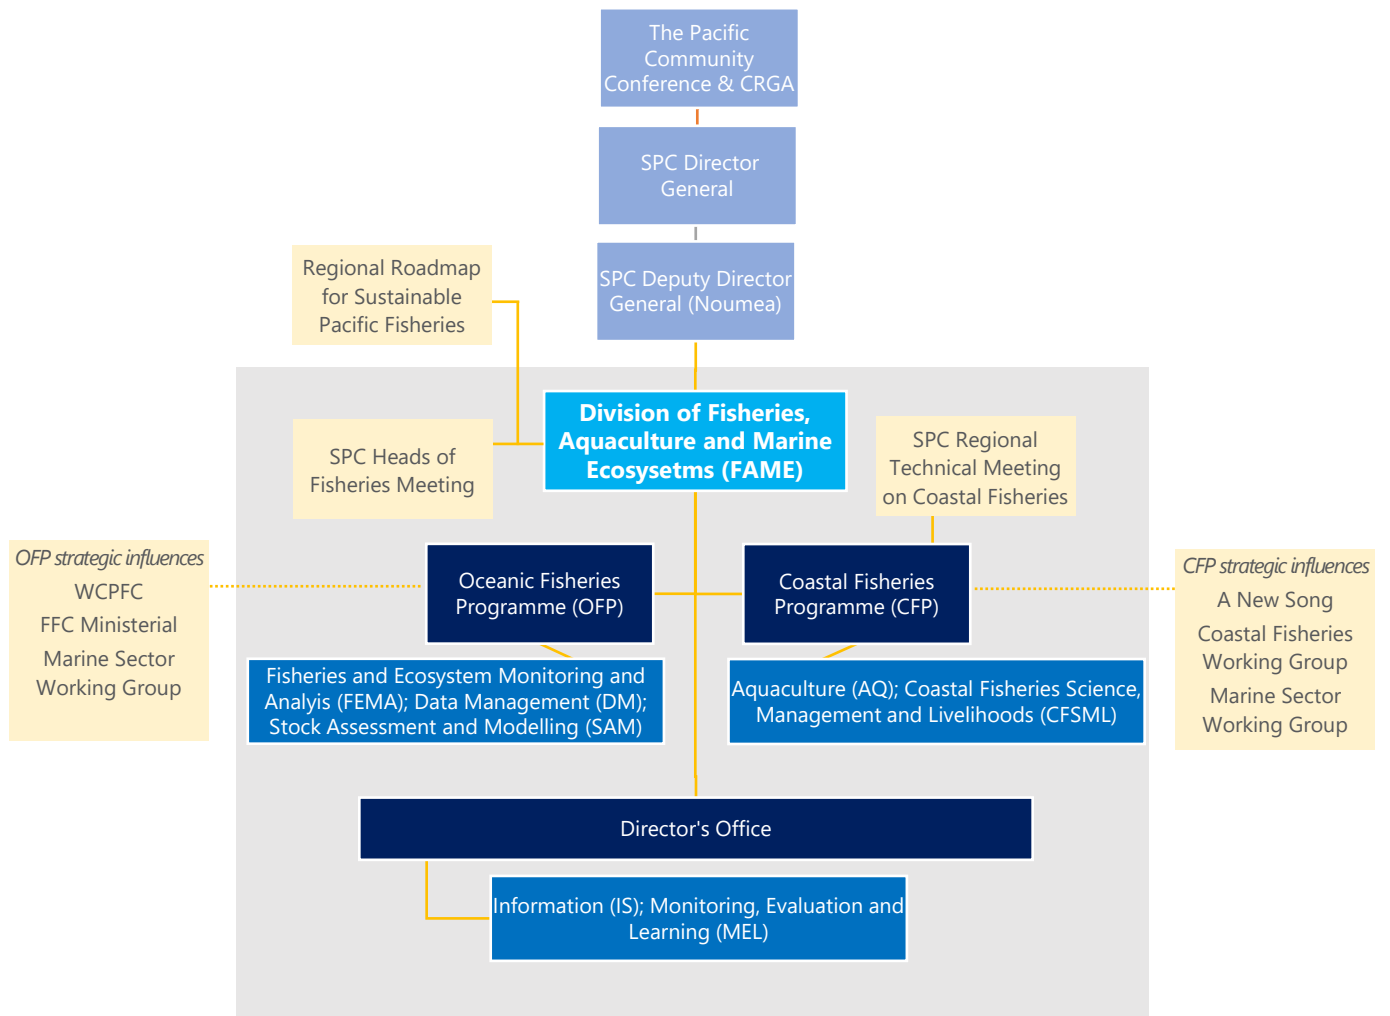 The Pacific
Community
Conference & CRGA
SPC Director
General
SPC Deputy Director
General (Noumea)
Regional Roadmap
for Sustainable
Pacific Fisheries
Division of Fisheries,
Aquaculture and Marine
Ecosysetms (FAME)
SPC Heads of
Fisheries Meeting
SPC Regional
Technical Meeting
on Coastal Fisheries
OFP strategic influences
WCPFC
FFC Ministerial
Marine Sector
Working Group
Oceanic Fisheries
Programme (OFP)
Coastal Fisheries
Programme (CFP)
CFP strategic influences
A New Song
Coastal Fisheries
Working Group
Marine Sector
Working Group
Fisheries and Ecosystem Monitoring and
Analyis (FEMA); Data Management (DM);
Stock Assessment and Modelling (SAM)
Aquaculture (AQ); Coastal Fisheries Science,
Management and Livelihoods (CFSML)
Director's Office
Information (IS); Monitoring, Evaluation and
Learning (MEL)